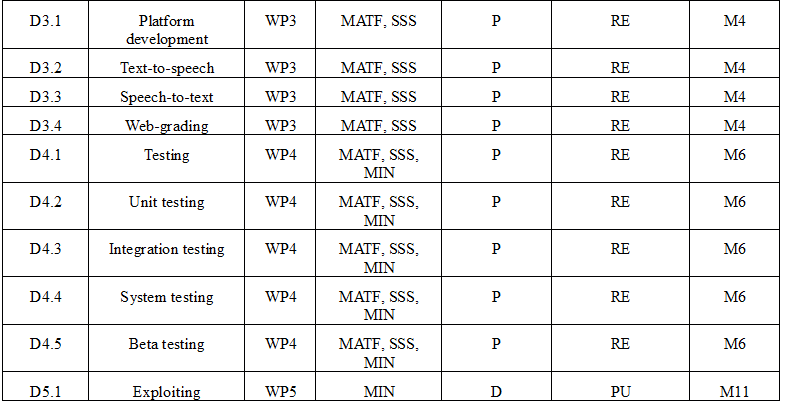 D3.1 Platform development WP3 MATF, SSS P RE M4
D3.2 Text-to-speech WP3 MATF, SSS P RE M4
D3.3 Speech-to-text WP3 MATF, SSS P RE M4
D3.4 Web-grading WP3 MATF, SSS P RE M4
D4.1 Testing WP4 MATF, SSS, MIN P RE M6
D4.2 Unit testing WP4 MATF, SSS, MIN P RE M6
D4.3 Integration testing WP4 MATF, SSS, MIN P RE M6
D4.4 System testing WP4 MATF, SSS, MIN P RE M6
D4.5 Beta testing WP4 MATF, SSS, MIN P RE M6
D5.1 Exploiting WP5 MIN D PU M11